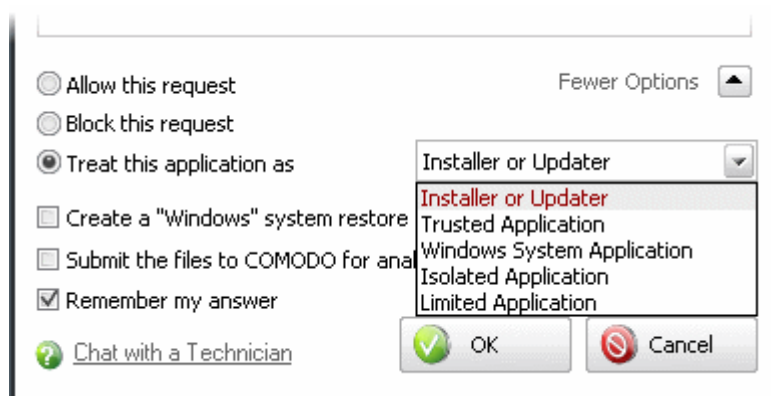 Allow this request
Fewer Options
Block this request
Treat this application as
Installer or Updater
Installer or Updater
Create a "Windows" system restore
Trusted Application
Windows System Application
Submit the files to COMODO for
Isolated Application
Remember my answer
Limited Application
Chat with a Technician
OK
Cancel